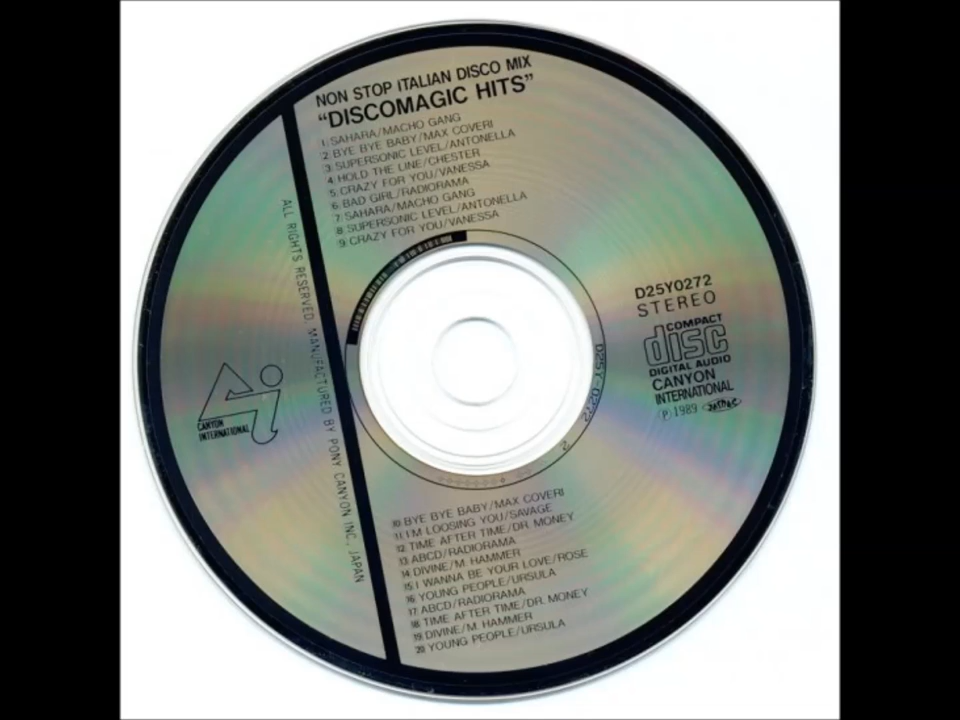 NON STOP ITALIAN DISCO MIX
“DISCOMAGIC HITS”
1. SAHARA/MACHO GANG
2. BYE BYE BABY/MAX COVERI
3. SUPERSONIC LEVEL/ANTONELLA
4. HOLD THE LINE/CHESTER
5. CRAZY FOR YOU/VANESSA
6. BAD GIRL/RADIORAMA
7. SAHARA/MACHO GANG
8. SUPERSONIC LEVEL/ANTONELLA
9. CRAZY FOR YOU/VANESSA
ALL RIGHTS RESERVED. MANUFACTURED BY PONY CANYON INC., JAPAN
CANYON
INTERNATIONAL
D25Y0272
STEREO
COMPACT
disc
DIGITAL AUDIO
CANYON
INTERNATIONAL
℗ 1989
D25Y-0272 2
10. BYE BYE BABY/MAX COVERI
11. I'M LOOSING YOU/SAVAGE
12. TIME AFTER TIME/DR. MONEY
13. ABCD/RADIORAMA
14. DIVINE/M. HAMMER
15. I WANNA BE YOUR LOVE/ROSE
16. YOUNG PEOPLE/URSULA
17. ABCD/RADIORAMA
18. TIME AFTER TIME/DR. MONEY
19. DIVINE/M. HAMMER
20. YOUNG PEOPLE/URSULA